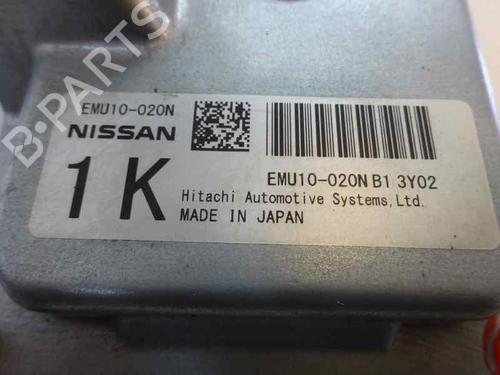 EMU10-020N
NISSAN
1K
EMU10-020N B1 3Y02
Hitachi Automotive Systems,Ltd.
MADE IN JAPAN
B-PARTS